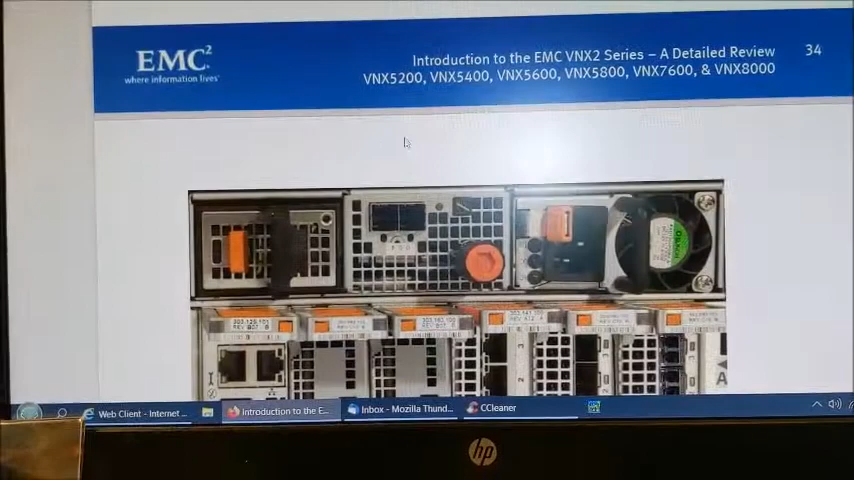 EMC²
where information lives®
Introduction to the EMC VNX2 Series – A Detailed Review
VNX5200, VNX5400, VNX5600, VNX5800, VNX7600, & VNX8000
34
A
Web Client - Internet ...
Introduction to the E...
Inbox - Mozilla Thund...
CCleaner
hp